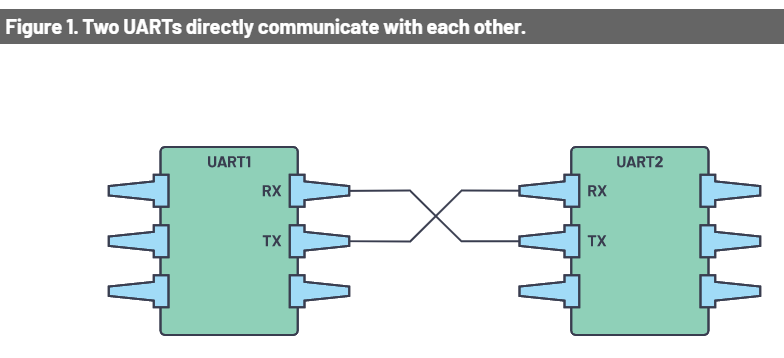 Figure 1. Two UARTs directly communicate with each other.
UART1
UART2
RX
RX
TX
TX